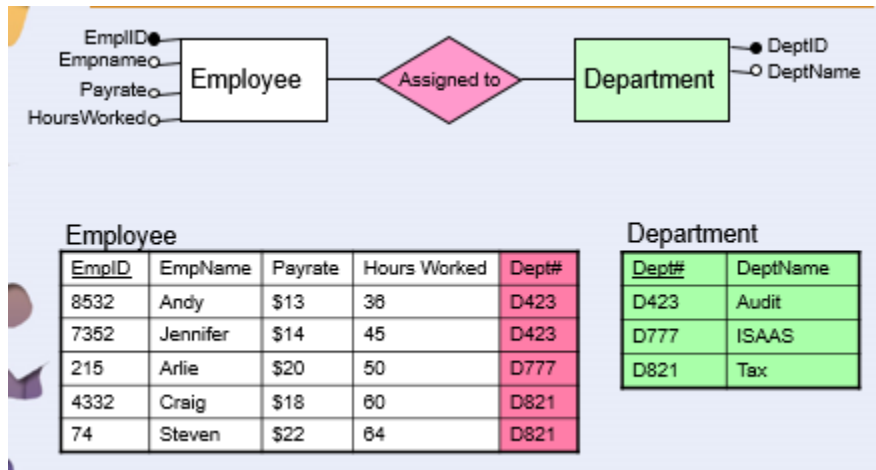 EmplID
Empname
Payrate
HoursWorked
Employee
Assigned to
Department
DeptID
DeptName
Employee
EmpID EmpName Payrate Hours Worked Dept#
8532 Andy $13 36 D423
7352 Jennifer $14 45 D423
215 Arlie $20 50 D777
4332 Craig $18 60 D821
74 Steven $22 64 D821
Department
Dept# DeptName
D423 Audit
D777 ISAAS
D821 Tax